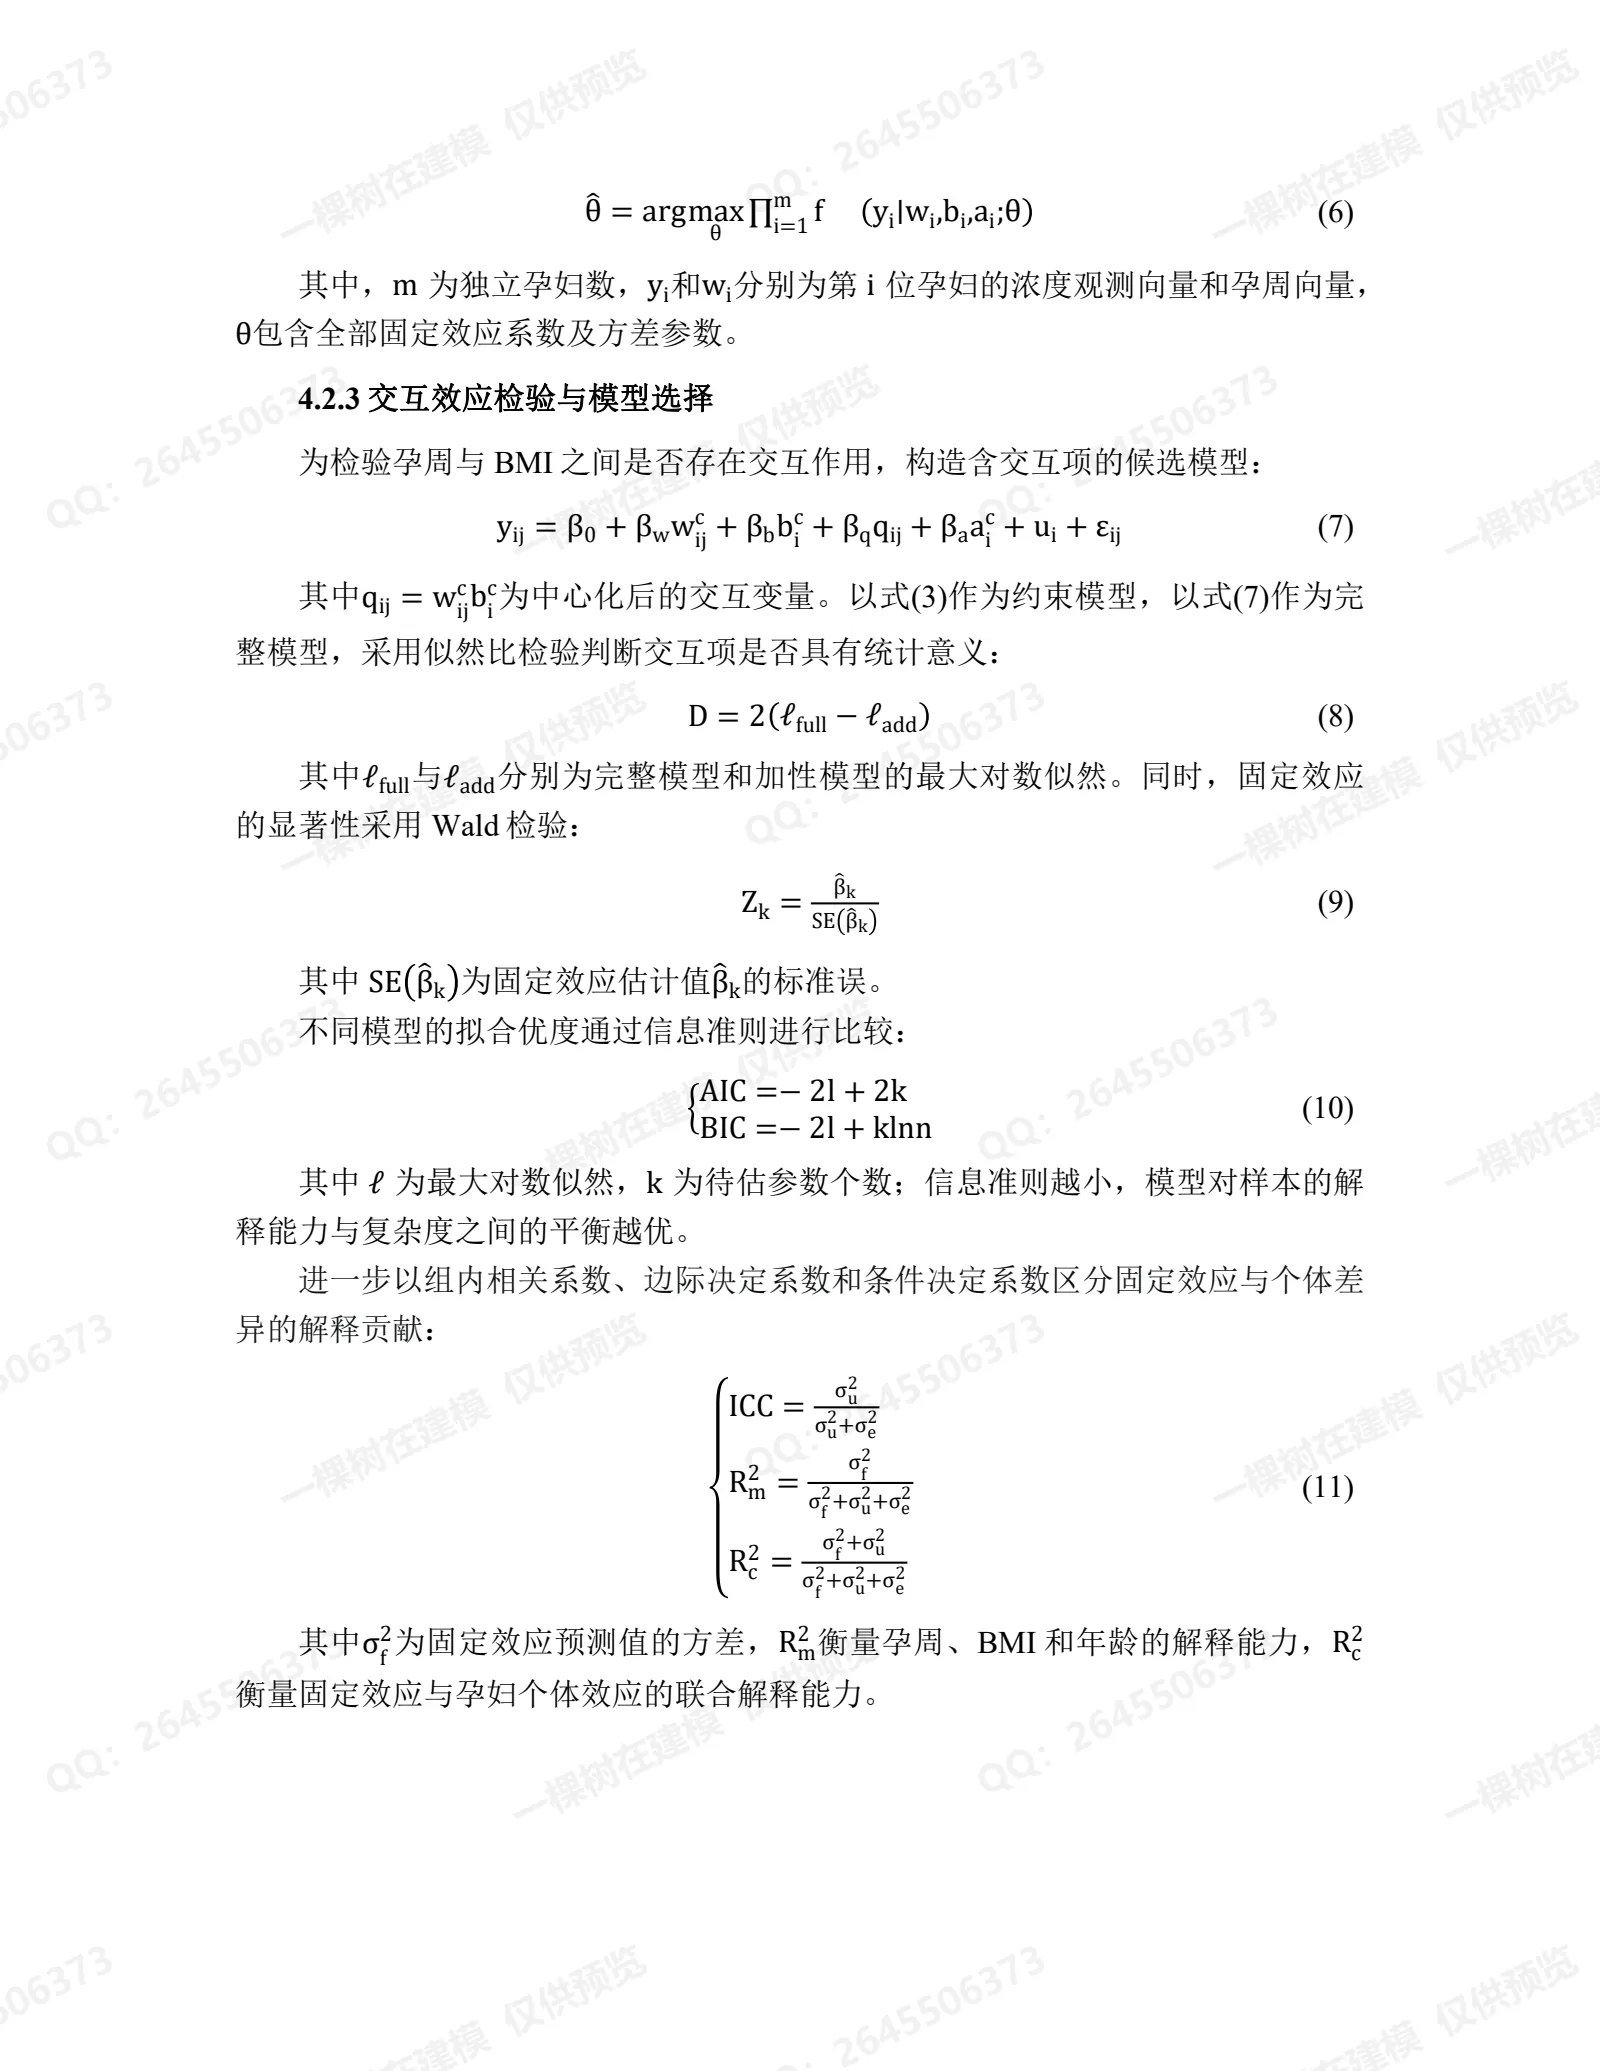 θ̂ = argmax_θ ∏_{i=1}^{m} f (y_i|w_i,b_i,a_i;θ) (6)
其中，m 为独立孕妇数，y_i和w_i分别为第 i 位孕妇的浓度观测向量和孕周向量，
θ包含全部固定效应系数及方差参数。
4.2.3 交互效应检验与模型选择
为检验孕周与 BMI 之间是否存在交互作用，构造含交互项的候选模型：
y_ij = β_0 + β_w w_ij^c + β_b b_i^c + β_q q_ij + β_a a_i^c + u_i + ε_ij (7)
其中q_ij = w_ij^c b_i^c为中心化后的交互变量。以式(3)作为约束模型，以式(7)作为完
整模型，采用似然比检验判断交互项是否具有统计意义：
D = 2(ℓ_full − ℓ_add) (8)
其中ℓ_full与ℓ_add分别为完整模型和加性模型的最大对数似然。同时，固定效应
的显著性采用 Wald 检验：
Z_k = β̂_k / SE(β̂_k) (9)
其中 SE(β̂_k)为固定效应估计值β̂_k的标准误。
不同模型的拟合优度通过信息准则进行比较：
AIC =− 2l + 2k
BIC =− 2l + klnn (10)
其中 ℓ 为最大对数似然，k 为待估参数个数；信息准则越小，模型对样本的解
释能力与复杂度之间的平衡越优。
进一步以组内相关系数、边际决定系数和条件决定系数区分固定效应与个体差
异的解释贡献：
ICC = σ_u^2 / (σ_u^2+σ_e^2)
R_m^2 = σ_f^2 / (σ_f^2+σ_u^2+σ_e^2) (11)
R_c^2 = (σ_f^2+σ_u^2) / (σ_f^2+σ_u^2+σ_e^2)
其中σ_f^2为固定效应预测值的方差，R_m^2衡量孕周、BMI 和年龄的解释能力，R_c^2
衡量固定效应与孕妇个体效应的联合解释能力。
一棵树在建模 仅供预览
QQ：2645506373